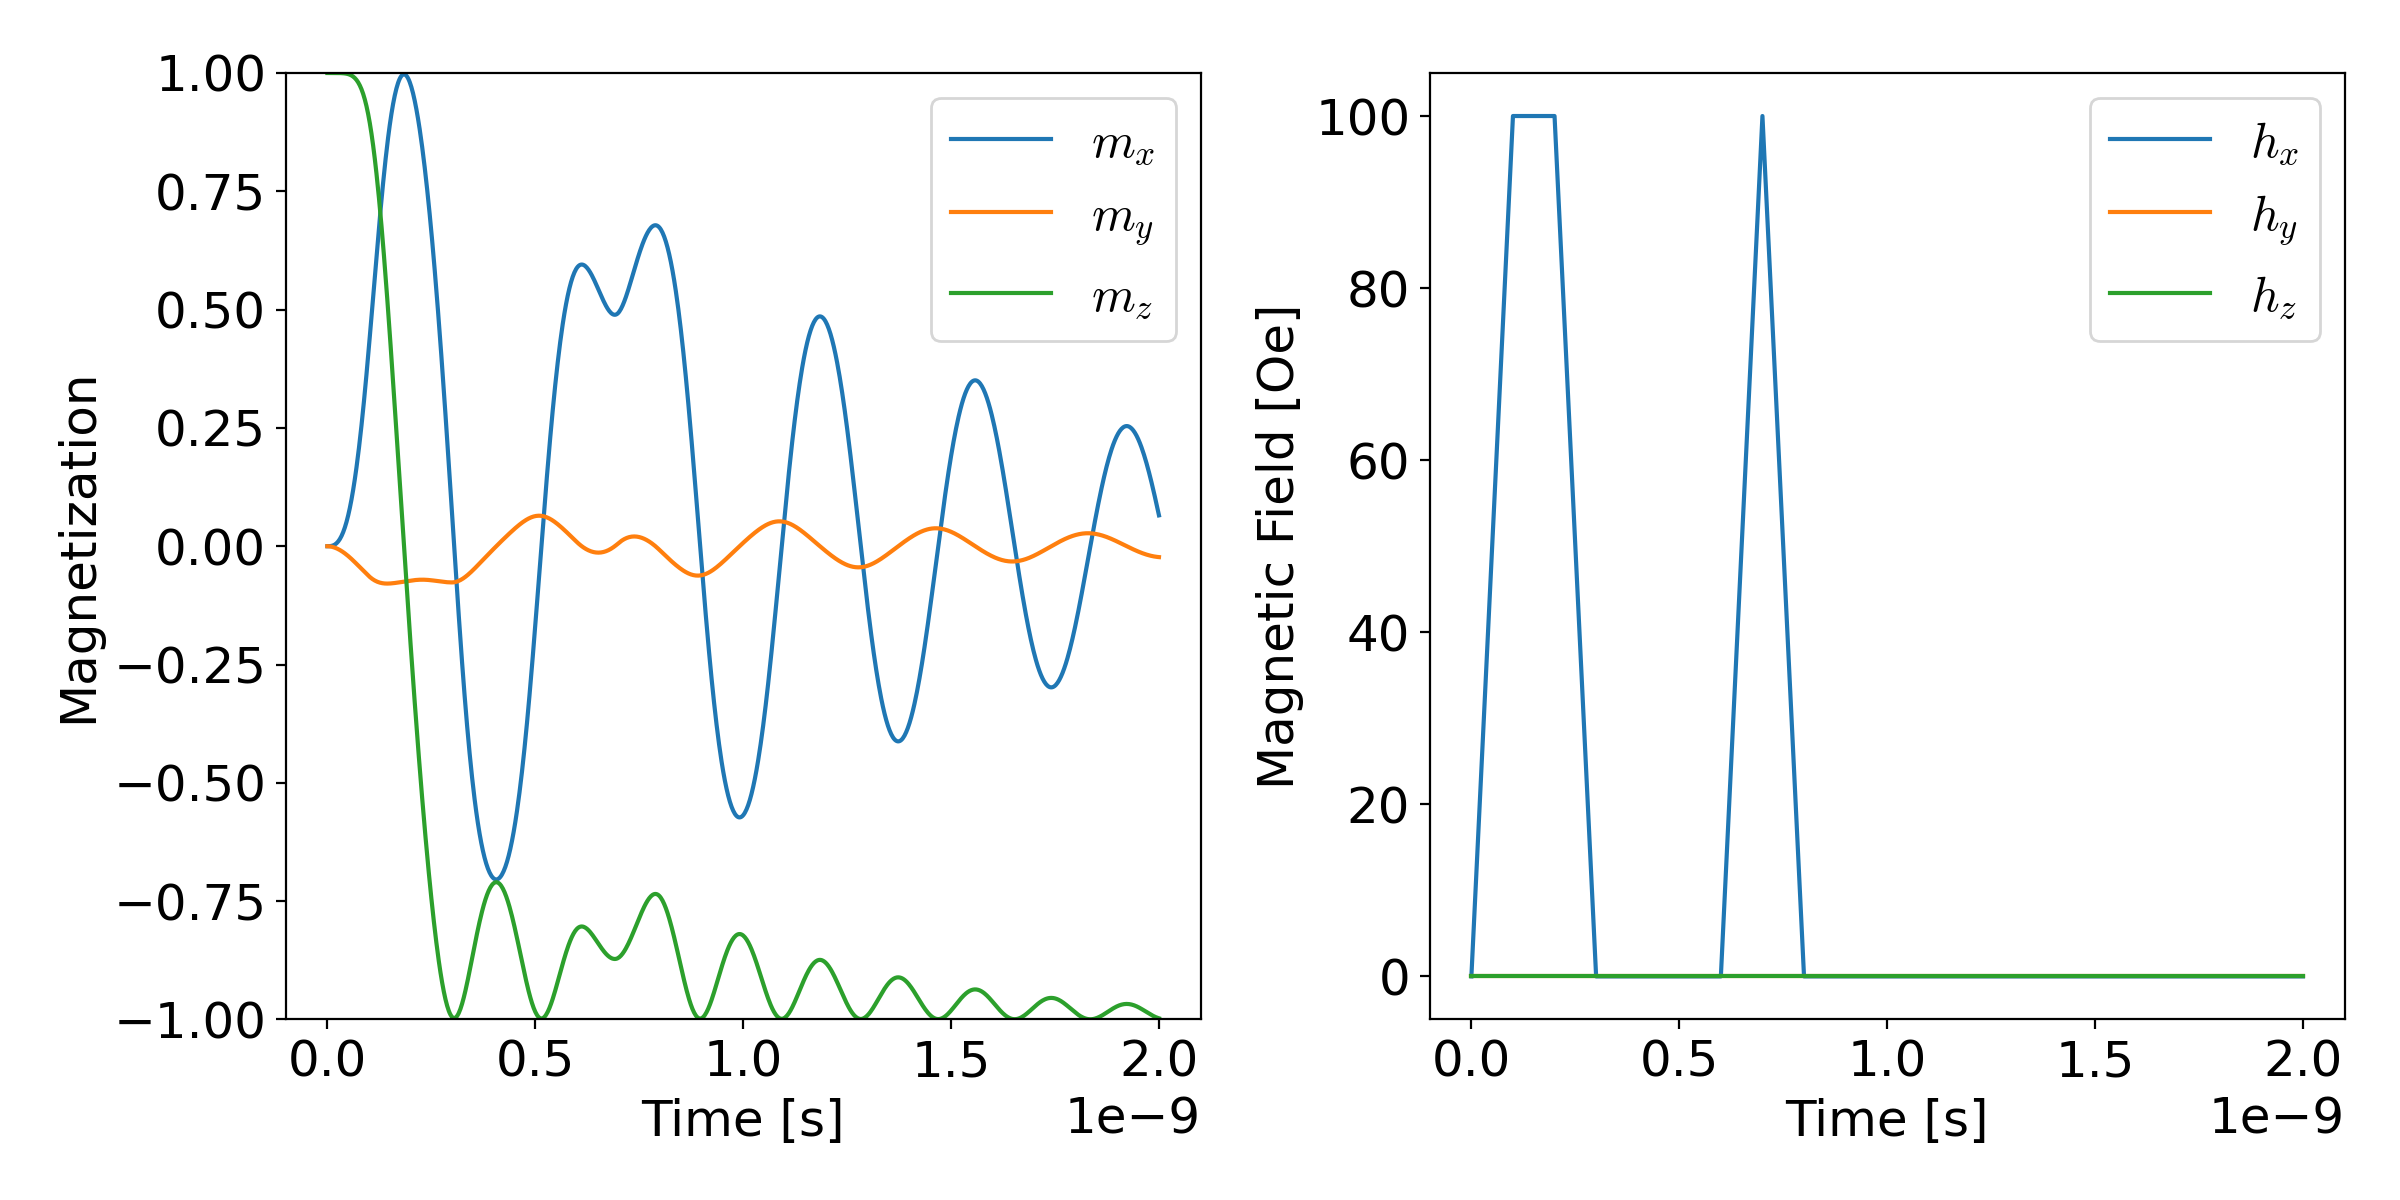 Magnetization
1.00
0.75
0.50
0.25
0.00
−0.25
−0.50
−0.75
−1.00
0.0 0.5 1.0 1.5 2.0
Time [s]
1e−9
m_x
m_y
m_z
Magnetic Field [Oe]
100
80
60
40
20
0
0.0 0.5 1.0 1.5 2.0
Time [s]
1e−9
h_x
h_y
h_z